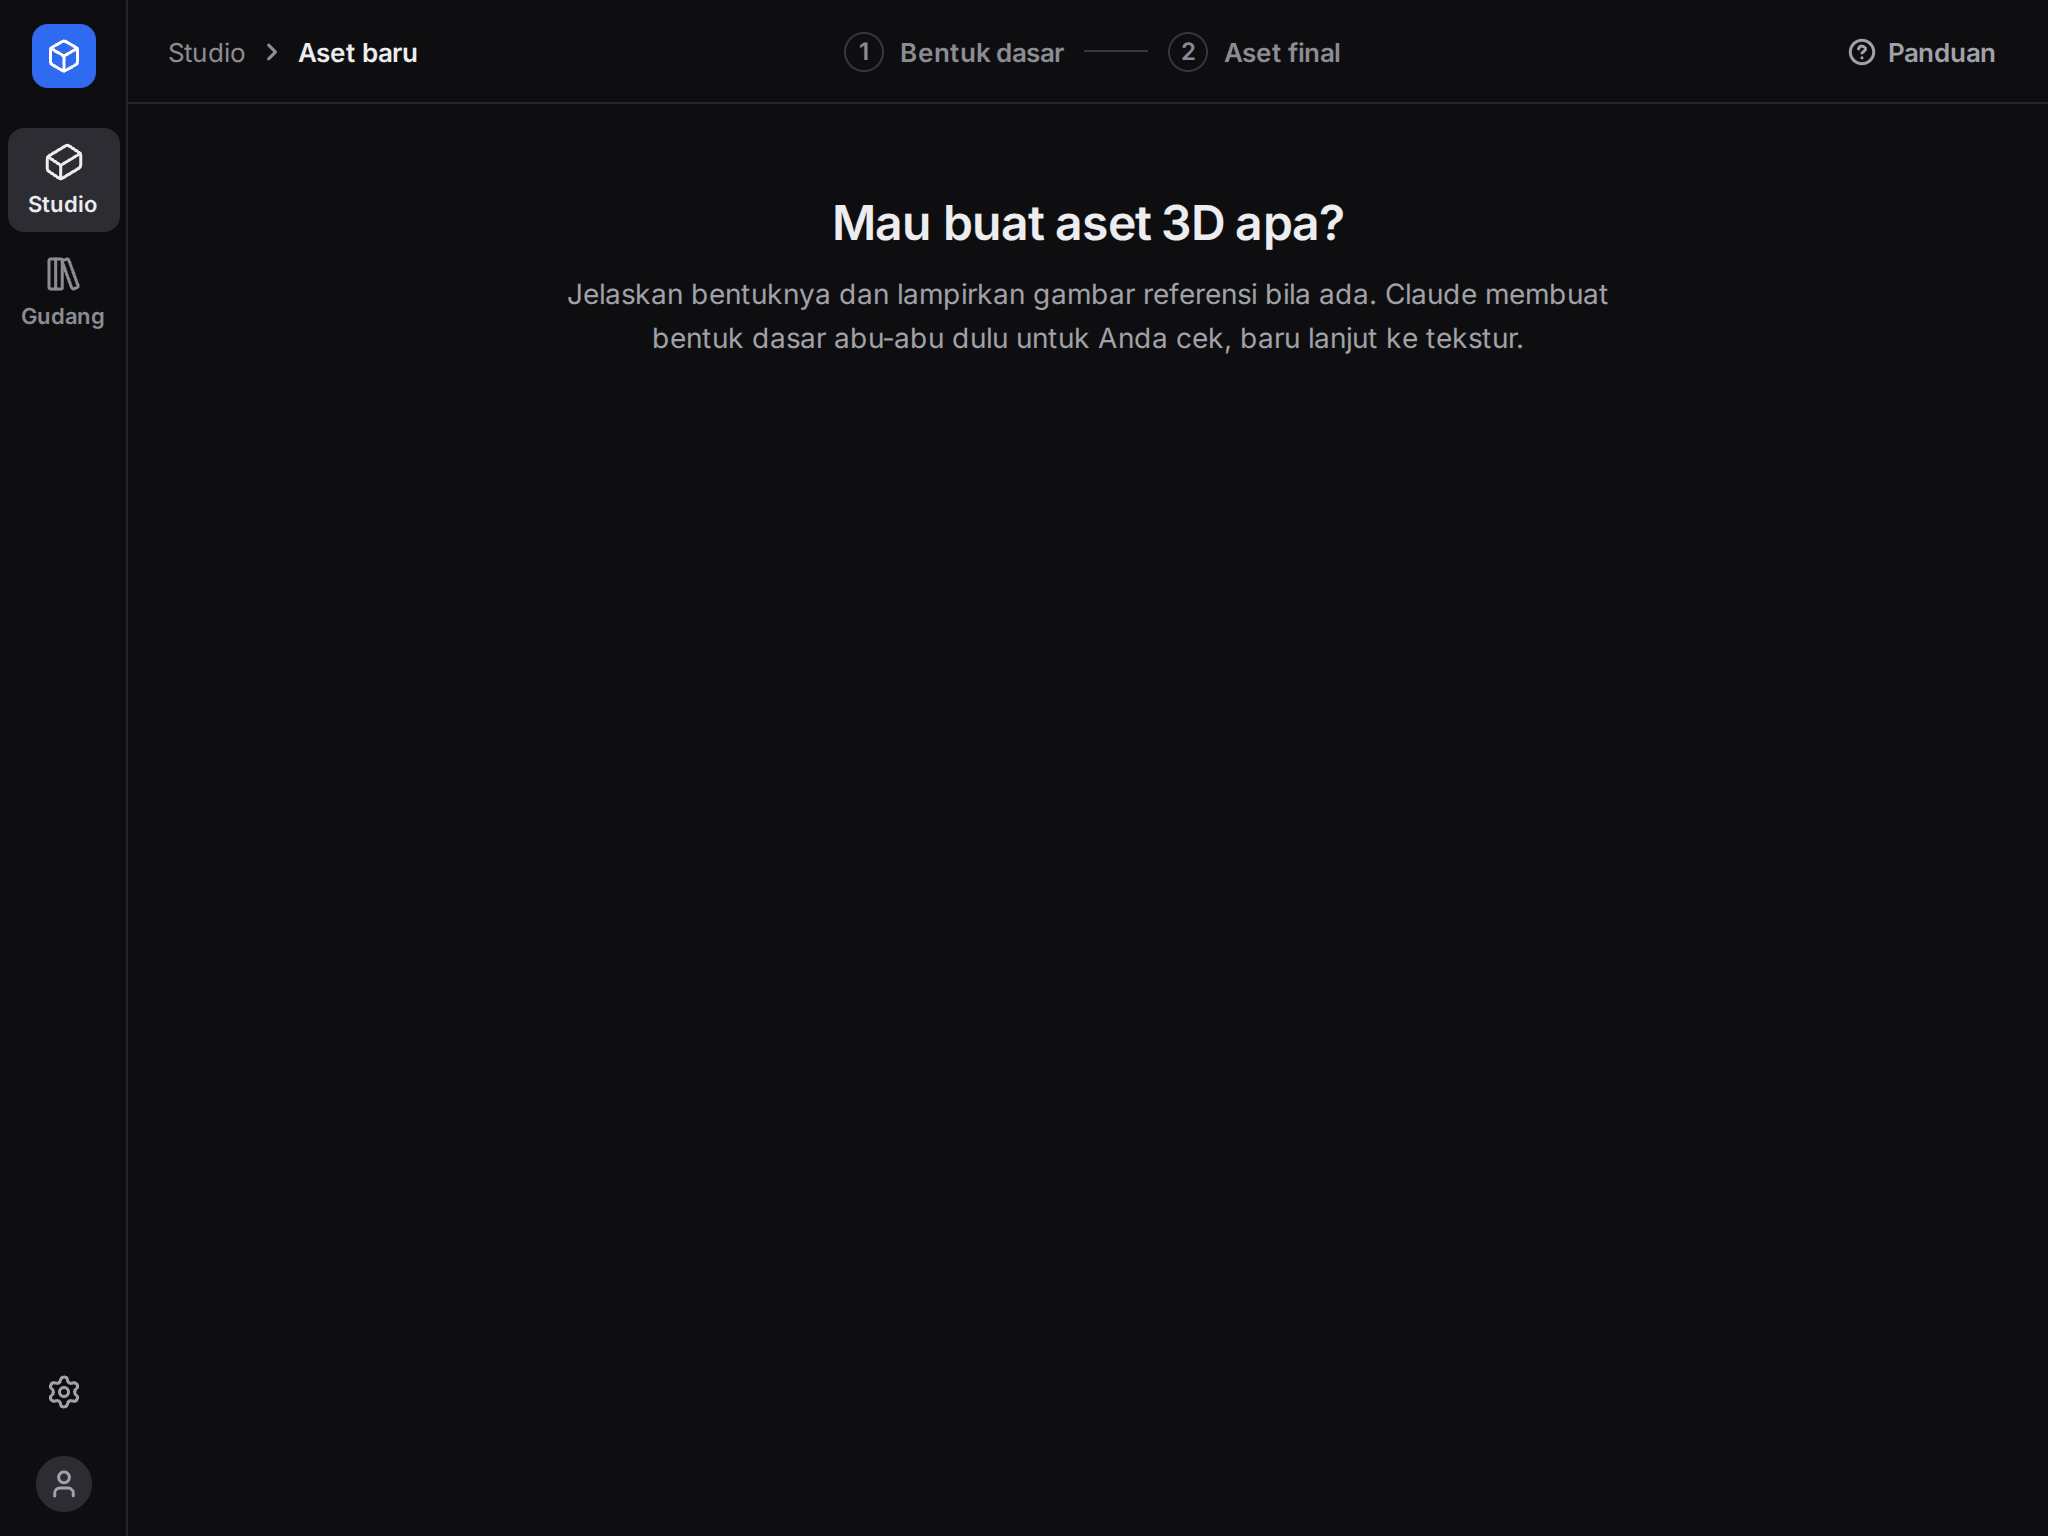 Studio
Aset baru
1
Bentuk dasar
2
Aset final
Panduan
Studio
Gudang
Mau buat aset 3D apa?
Jelaskan bentuknya dan lampirkan gambar referensi bila ada. Claude membuat
bentuk dasar abu-abu dulu untuk Anda cek, baru lanjut ke tekstur.